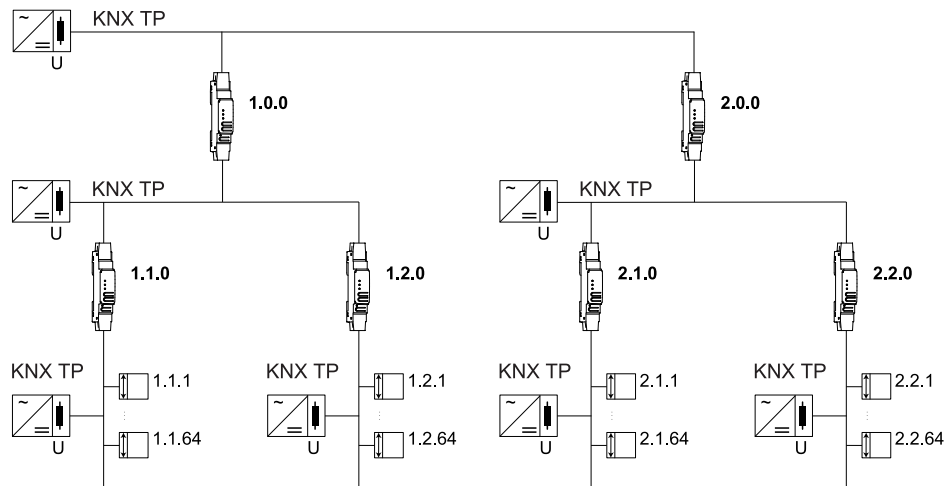 KNX TP
U
1.0.0
2.0.0
KNX TP
U
KNX TP
U
1.1.0
1.2.0
2.1.0
2.2.0
KNX TP
U
1.1.1
1.1.64
KNX TP
U
1.2.1
1.2.64
KNX TP
U
2.1.1
2.1.64
KNX TP
U
2.2.1
2.2.64